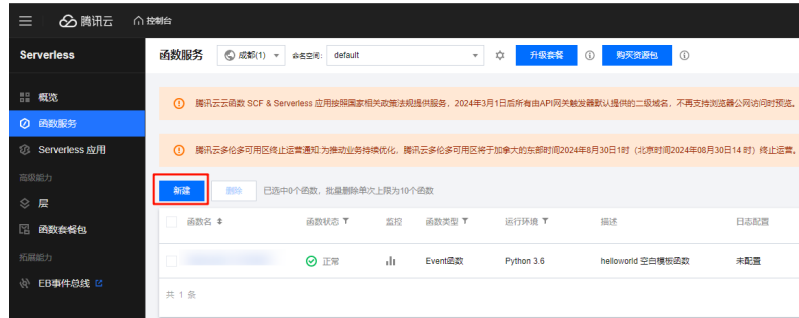 腾讯云 控制台
Serverless 函数服务 成都(1) 命名空间: default 升级套餐 购买资源包
概览
腾讯云云函数 SCF & Serverless 应用按照国家相关政策法规提供服务，2024年3月1日后所有由API网关触发器默认提供的二级域名，不再支持浏览器公网访问时预览。
函数服务
Serverless 应用
腾讯云多伦多可用区终止运营通知:为推动业务持续优化，腾讯云多伦多可用区将于加拿大的东部时间2024年8月30日1时（北京时间2024年08月30日14 时）终止运营。
高级能力
新建 删除 已选中0个函数，批量删除单次上限为10个函数
层
函数名 函数状态 监控 函数类型 运行环境 描述 日志配置
函数套餐包
拓展能力
正常 Event函数 Python 3.6 helloworld 空白模板函数 未配置
EB事件总线
共 1 条